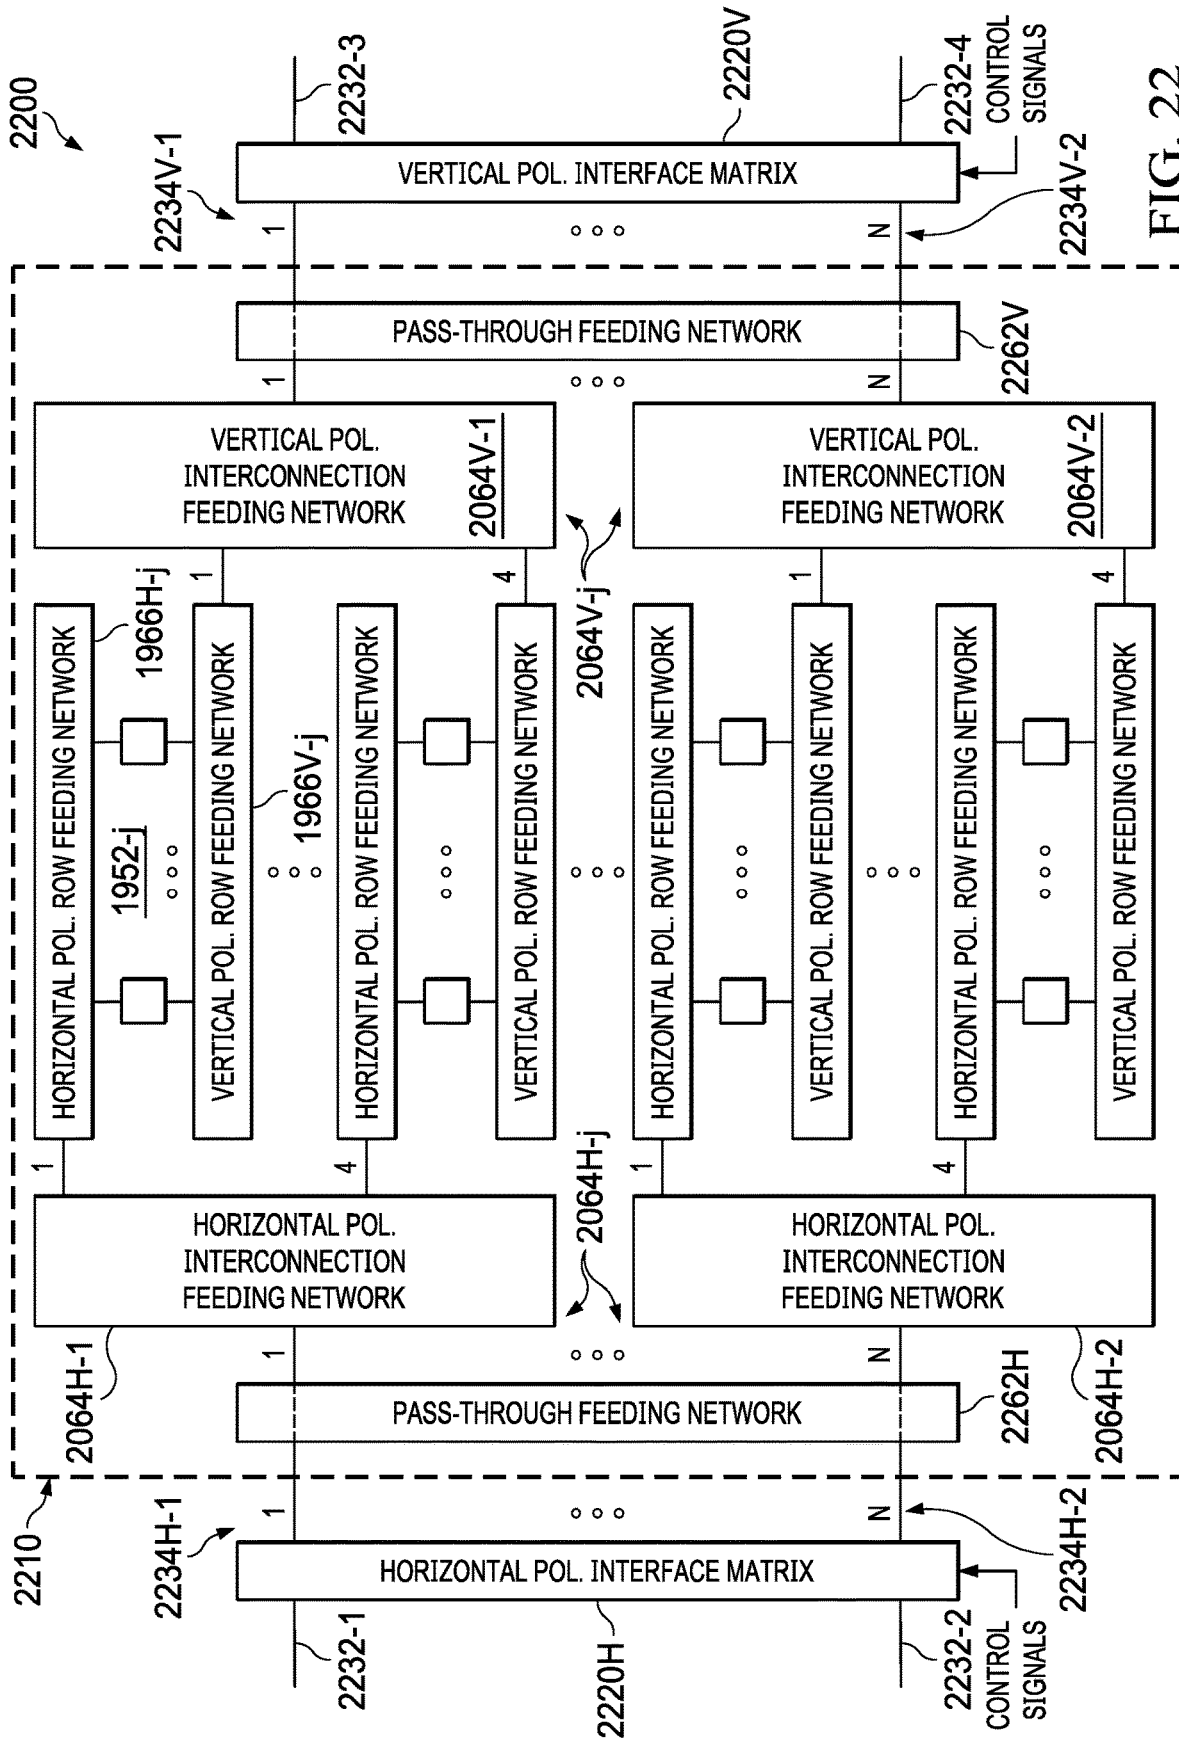 2200
2210
2232-1
2232-2
CONTROL
SIGNALS
2220H
HORIZONTAL POL. INTERFACE MATRIX
2234H-1
1
N
2234H-2
PASS-THROUGH FEEDING NETWORK
2262H
1
N
2064H-1
HORIZONTAL POL.
INTERCONNECTION
FEEDING NETWORK
HORIZONTAL POL.
INTERCONNECTION
FEEDING NETWORK
2064H-2
2064H-j
1
4
1
4
HORIZONTAL POL. ROW FEEDING NETWORK
1966H-j
1952-j
VERTICAL POL. ROW FEEDING NETWORK
1966V-j
HORIZONTAL POL. ROW FEEDING NETWORK
VERTICAL POL. ROW FEEDING NETWORK
HORIZONTAL POL. ROW FEEDING NETWORK
VERTICAL POL. ROW FEEDING NETWORK
HORIZONTAL POL. ROW FEEDING NETWORK
VERTICAL POL. ROW FEEDING NETWORK
1
4
1
4
2064V-j
VERTICAL POL.
INTERCONNECTION
FEEDING NETWORK
2064V-1
VERTICAL POL.
INTERCONNECTION
FEEDING NETWORK
2064V-2
1
N
PASS-THROUGH FEEDING NETWORK
2262V
2234V-1
1
N
2234V-2
VERTICAL POL. INTERFACE MATRIX
2220V
2232-3
2232-4
CONTROL
SIGNALS
FIG. 22